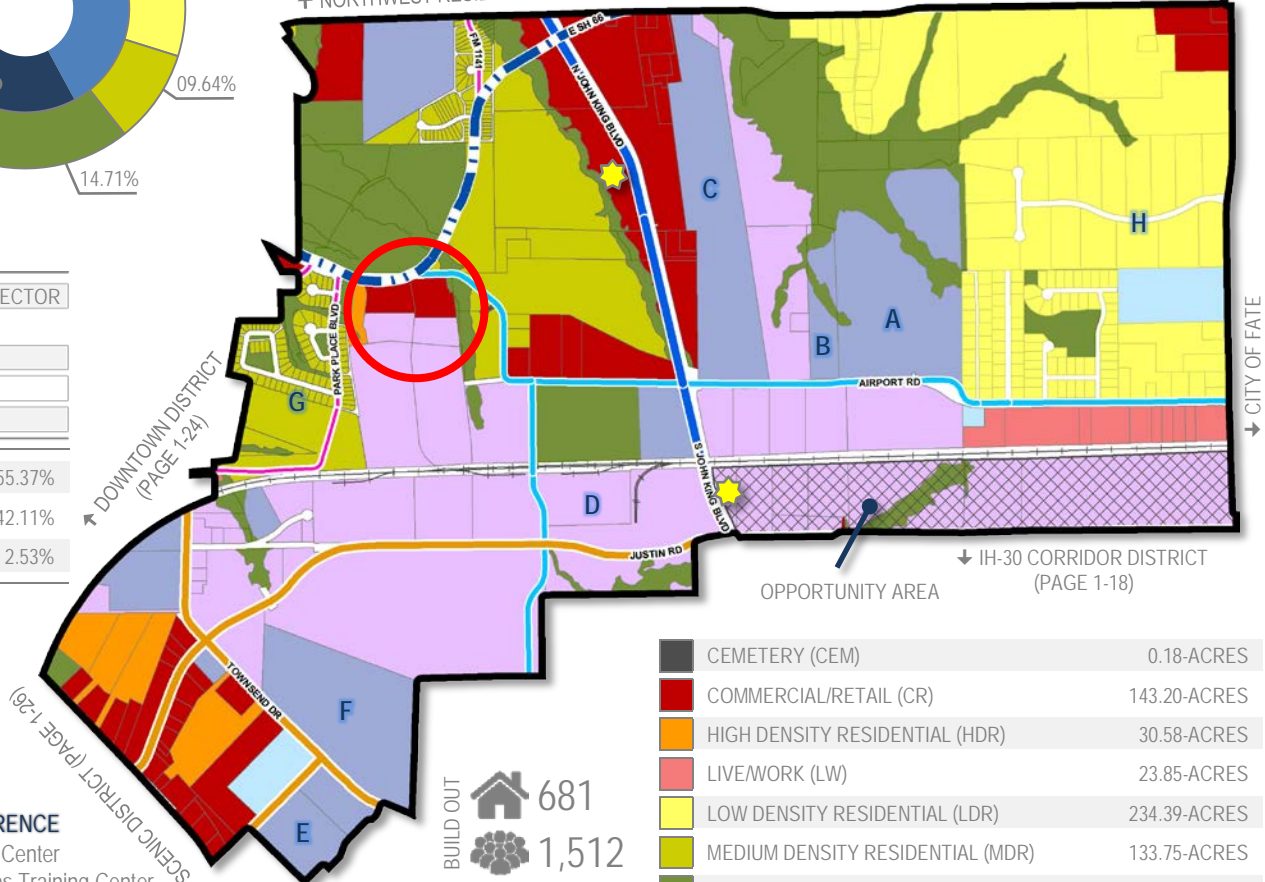 NORTHWEST RESI
09.64%
14.71%
ECTOR
55.37%
42.11%
2.53%
FM 1141
E SH 66
N JOHN KING BLVD
C
H
A
B
PARK PLACE BLVD
G
AIRPORT RD
DOWNTOWN DISTRICT
(PAGE 1-24)
CITY OF FATE
D
S JOHN KING BLVD
JUSTIN RD
OPPORTUNITY AREA
IH-30 CORRIDOR DISTRICT
(PAGE 1-18)
TOWNSEND DR
F
E
SCENIC DISTRICT (PAGE 1-26)
RENCE
Center
Training Center
BUILD OUT
681
1,512
CEMETERY (CEM) 0.18-ACRES
COMMERCIAL/RETAIL (CR) 143.20-ACRES
HIGH DENSITY RESIDENTIAL (HDR) 30.58-ACRES
LIVE/WORK (LW) 23.85-ACRES
LOW DENSITY RESIDENTIAL (LDR) 234.39-ACRES
MEDIUM DENSITY RESIDENTIAL (MDR) 133.75-ACRES